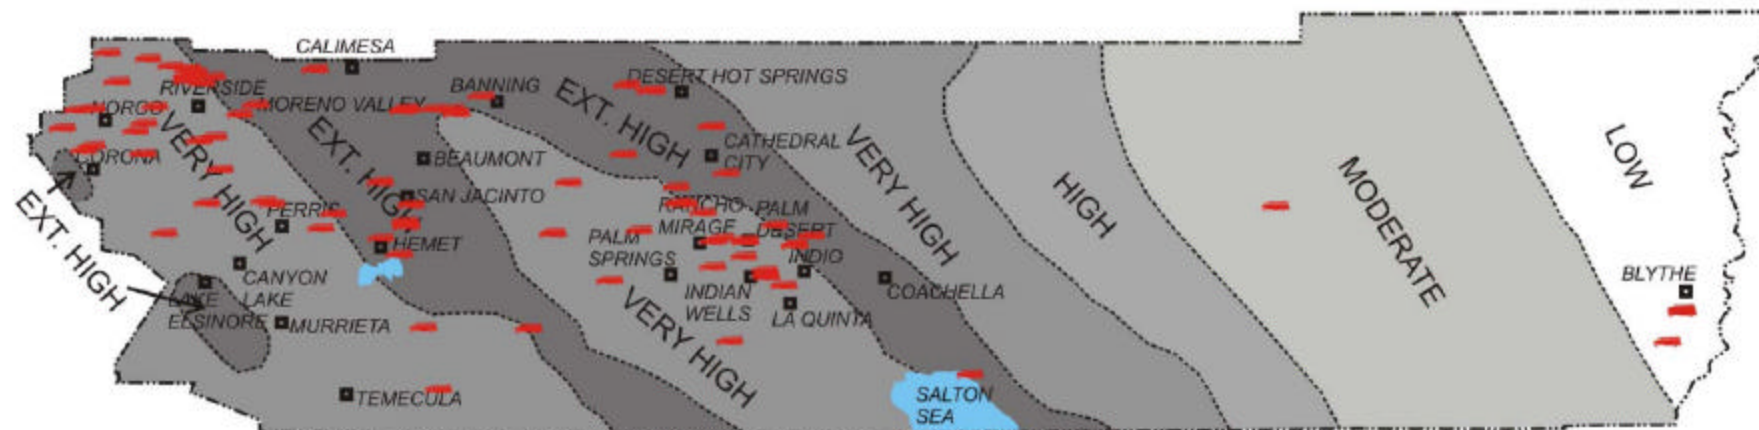 CALIMESA
RIVERSIDE
MORENO VALLEY
BANNING
DESERT HOT SPRINGS
NORCO
CORONA
VERY HIGH
EXT. HIGH
BEAUMONT
SAN JACINTO
EXT. HIGH
CATHEDRAL
CITY
VERY HIGH
HIGH
MODERATE
LOW
EXT. HIGH
PERRIS
HEMET
PALM
SPRINGS
RANCHO
MIRAGE
PALM
DESERT
INDIO
CANYON
LAKE
LAKE
ELSINORE
MURRIETA
INDIAN
WELLS
LA QUINTA
COACHELLA
BLYTHE
VERY HIGH
TEMECULA
SALTON
SEA